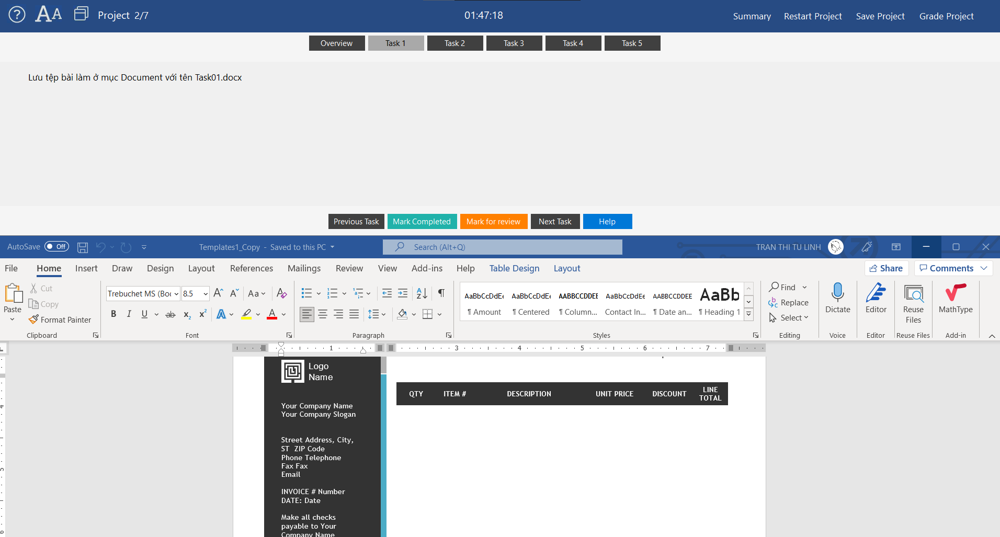 Project 2/7
01:47:18
Summary
Restart Project
Save Project
Grade Project
Overview
Task 1
Task 2
Task 3
Task 4
Task 5
Lưu tệp bài làm ở mục Document với tên Task01.docx
Previous Task
Mark Completed
Mark for review
Next Task
Help
AutoSave Off
Templates1_Copy - Saved to this PC
Search (Alt+Q)
TRAN THI TU LINH
File
Home
Insert
Draw
Design
Layout
References
Mailings
Review
View
Add-ins
Help
Table Design
Layout
Share
Comments
Paste
Cut
Copy
Format Painter
Clipboard
Trebuchet MS (Bo
8.5
Font
Paragraph
AaBbCcDdE
¶ Amount
AaBbCcDdE
¶ Centered
AABBCCDDEE
¶ Column...
AaBbCcDdEe
Contact In...
AABBCCDDEE
¶ Date an...
AaBb
¶ Heading 1
Styles
Find
Replace
Select
Editing
Dictate
Voice
Editor
Editor
Reuse
Files
Reuse Files
MathType
Add-in
1 3 4 5 6 7
Logo
Name
Your Company Name
Your Company Slogan
Street Address, City,
ST ZIP Code
Phone Telephone
Fax Fax
Email
INVOICE # Number
DATE: Date
Make all checks
payable to Your
Company Name
QTY
ITEM #
DESCRIPTION
UNIT PRICE
DISCOUNT
LINE
TOTAL
4
5
6